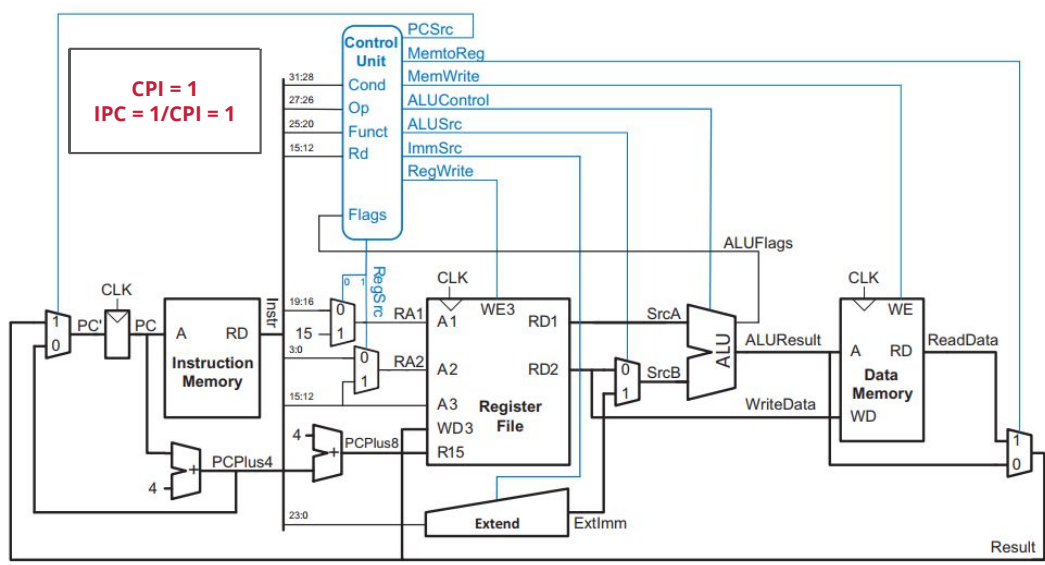 PCSrc
Control
Unit
MemtoReg
MemWrite
ALUControl
ALUSrc
ImmSrc
RegWrite
CPI = 1
IPC = 1/CPI = 1
31:28
Cond
27:26
Op
25:20
Funct
15:12
Rd
Flags
ALUFlags
0 1
RegSrc
CLK
1
0
PC'
PC
A RD
Instruction
Memory
Instr
19:16
0
15
1
RA1
3:0
0
1
RA2
15:12
CLK
WE3
A1
RD1
A2
RD2
A3
WD3
R15
Register
File
0
1
SrcA
SrcB
ALU
ALUResult
WriteData
CLK
WE
A RD
Data
Memory
WD
ReadData
1
0
4
+
PCPlus4
4
+
PCPlus8
23:0
Extend
ExtImm
Result